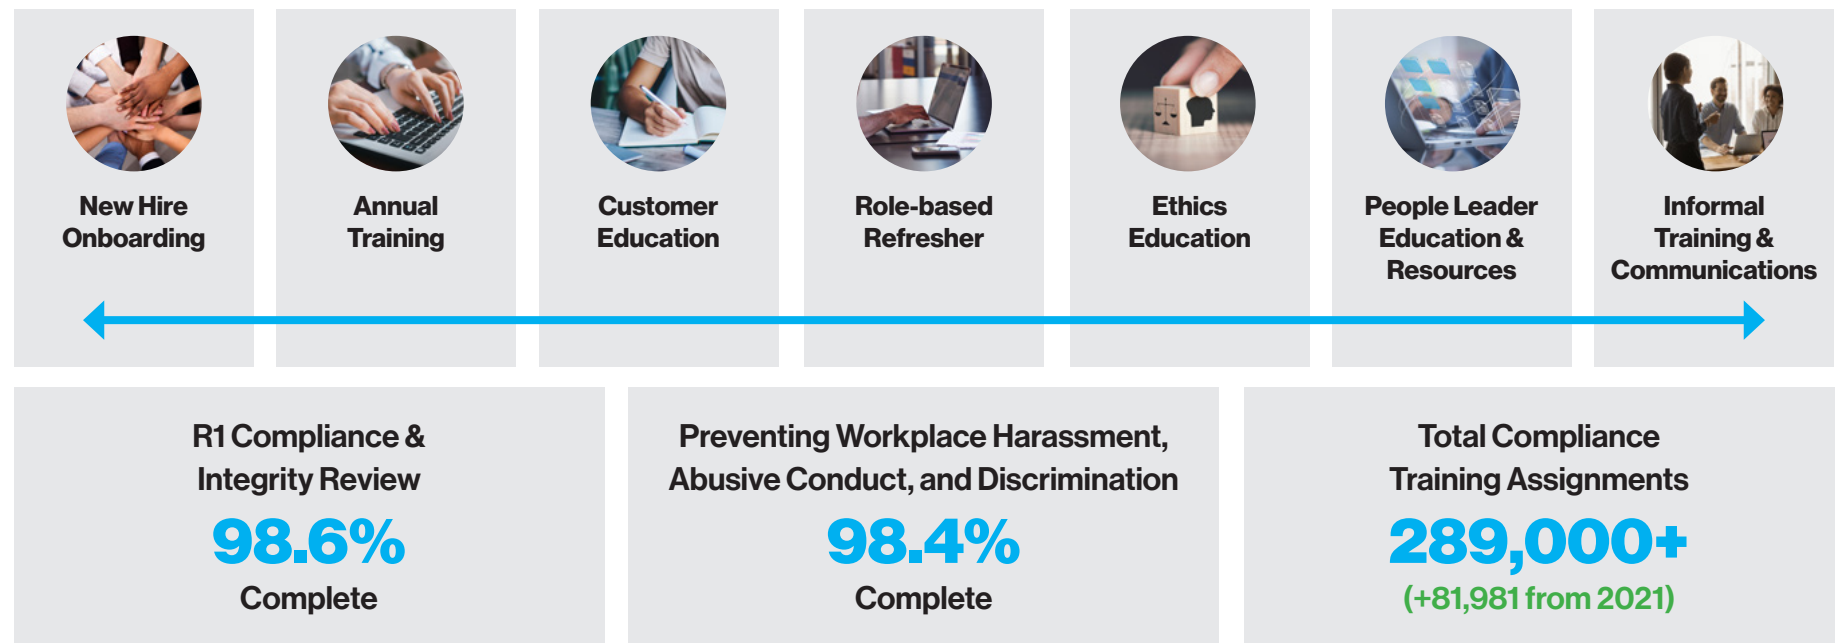 New Hire
Onboarding
Annual
Training
Customer
Education
Role-based
Refresher
Ethics
Education
People Leader
Education &
Resources
Informal
Training &
Communications
R1 Compliance &
Integrity Review
98.6%
Complete
Preventing Workplace Harassment,
Abusive Conduct, and Discrimination
98.4%
Complete
Total Compliance
Training Assignments
289,000+
(+81,981 from 2021)